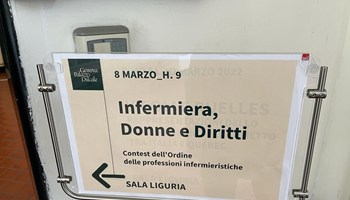 Genova
Palazzo
Ducale
8 MARZO_H. 9
Infermiera,
Donne e Diritti
Contest dell'Ordine
delle professioni infermieristiche
SALA LIGURIA